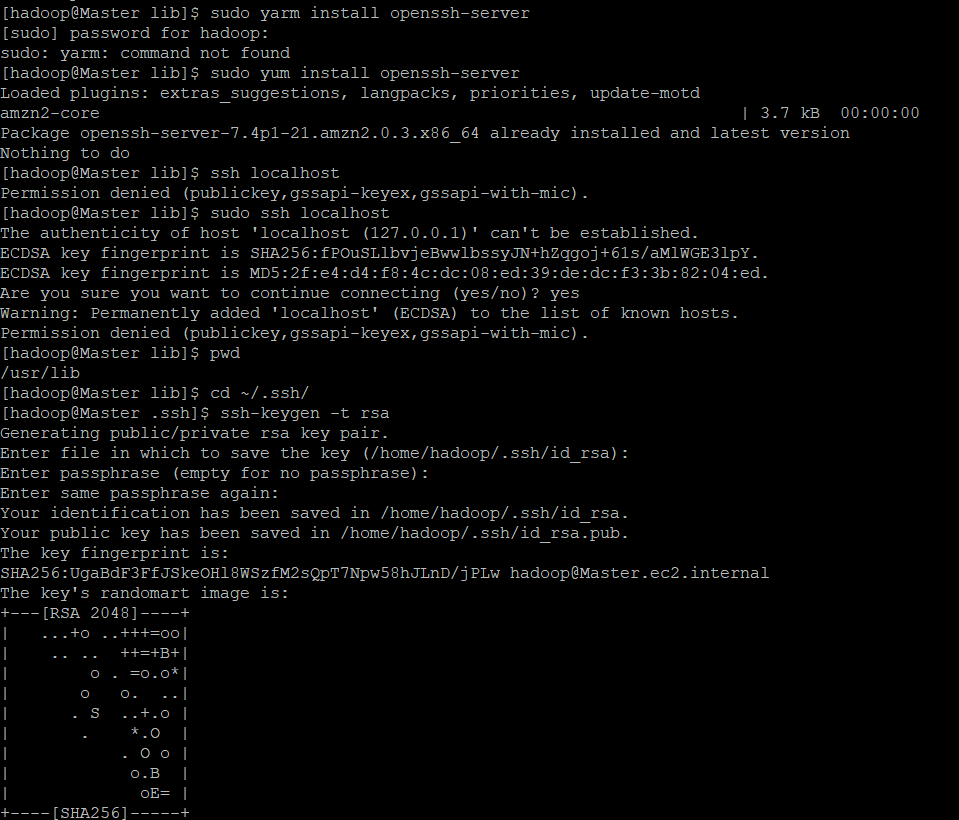 [hadoop@Master lib]$ sudo yarm install openssh-server
[sudo] password for hadoop:
sudo: yarm: command not found
[hadoop@Master lib]$ sudo yum install openssh-server
Loaded plugins: extras_suggestions, langpacks, priorities, update-motd
amzn2-core | 3.7 kB 00:00:00
Package openssh-server-7.4p1-21.amzn2.0.3.x86_64 already installed and latest version
Nothing to do
[hadoop@Master lib]$ ssh localhost
Permission denied (publickey,gssapi-keyex,gssapi-with-mic).
[hadoop@Master lib]$ sudo ssh localhost
The authenticity of host 'localhost (127.0.0.1)' can't be established.
ECDSA key fingerprint is SHA256:fPOuSLlbvjeBwwlbssyJN+hZqgoj+61s/aMlWGE3lpY.
ECDSA key fingerprint is MD5:2f:e4:d4:f8:4c:dc:08:ed:39:de:dc:f3:3b:82:04:ed.
Are you sure you want to continue connecting (yes/no)? yes
Warning: Permanently added 'localhost' (ECDSA) to the list of known hosts.
Permission denied (publickey,gssapi-keyex,gssapi-with-mic).
[hadoop@Master lib]$ pwd
/usr/lib
[hadoop@Master lib]$ cd ~/.ssh/
[hadoop@Master .ssh]$ ssh-keygen -t rsa
Generating public/private rsa key pair.
Enter file in which to save the key (/home/hadoop/.ssh/id_rsa):
Enter passphrase (empty for no passphrase):
Enter same passphrase again:
Your identification has been saved in /home/hadoop/.ssh/id_rsa.
Your public key has been saved in /home/hadoop/.ssh/id_rsa.pub.
The key fingerprint is:
SHA256:UgaBdF3FfJSkeOHl8WSzfM2sQpT7Npw58hJLnD/jPLw hadoop@Master.ec2.internal
The key's randomart image is:
+---[RSA 2048]----+
|   ...+o ..+++=oo|
|    .. ..  ++=+B+|
|        o . =o.o*|
|       o   o.  ..|
|      . S  ..+.o |
|       .    *.O  |
|           . O o |
|            o.B  |
|             oE= |
+----[SHA256]-----+